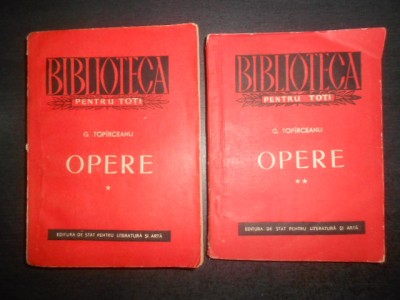 BIBLIOTECA
PENTRU TOȚI
G. TOPÎRCEANU
OPERE
*
EDITURA DE STAT PENTRU LITERATURĂ ȘI ARTĂ
BIBLIOTECA
PENTRU TOȚI
G. TOPÎRCEANU
OPERE
**
EDITURA DE STAT PENTRU LITERATURĂ ȘI ARTĂ